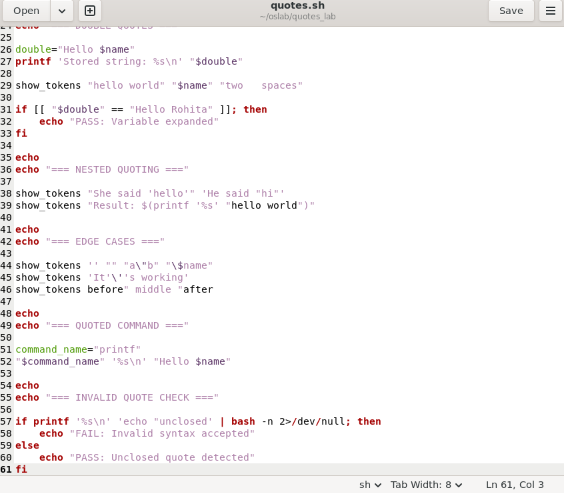 Open
quotes.sh
~/oslab/quotes_lab
Save
25
26 double="Hello $name"
27 printf 'Stored string: %s\n' "$double"
28
29 show_tokens "hello world" "$name" "two   spaces"
30
31 if [[ "$double" == "Hello Rohita" ]]; then
32     echo "PASS: Variable expanded"
33 fi
34
35 echo
36 echo "=== NESTED QUOTING ==="
37
38 show_tokens "She said 'hello'" 'He said "hi"'
39 show_tokens "Result: $(printf '%s' "hello world")"
40
41 echo
42 echo "=== EDGE CASES ==="
43
44 show_tokens '' "" "a\"b" "\$name"
45 show_tokens 'It'\''s working'
46 show_tokens before" middle "after
47
48 echo
49 echo "=== QUOTED COMMAND ==="
50
51 command_name="printf"
52 "$command_name" '%s\n' "Hello $name"
53
54 echo
55 echo "=== INVALID QUOTE CHECK ==="
56
57 if printf '%s\n' 'echo "unclosed' | bash -n 2>/dev/null; then
58     echo "FAIL: Invalid syntax accepted"
59 else
60     echo "PASS: Unclosed quote detected"
61 fi
sh Tab Width: 8 Ln 61, Col 3